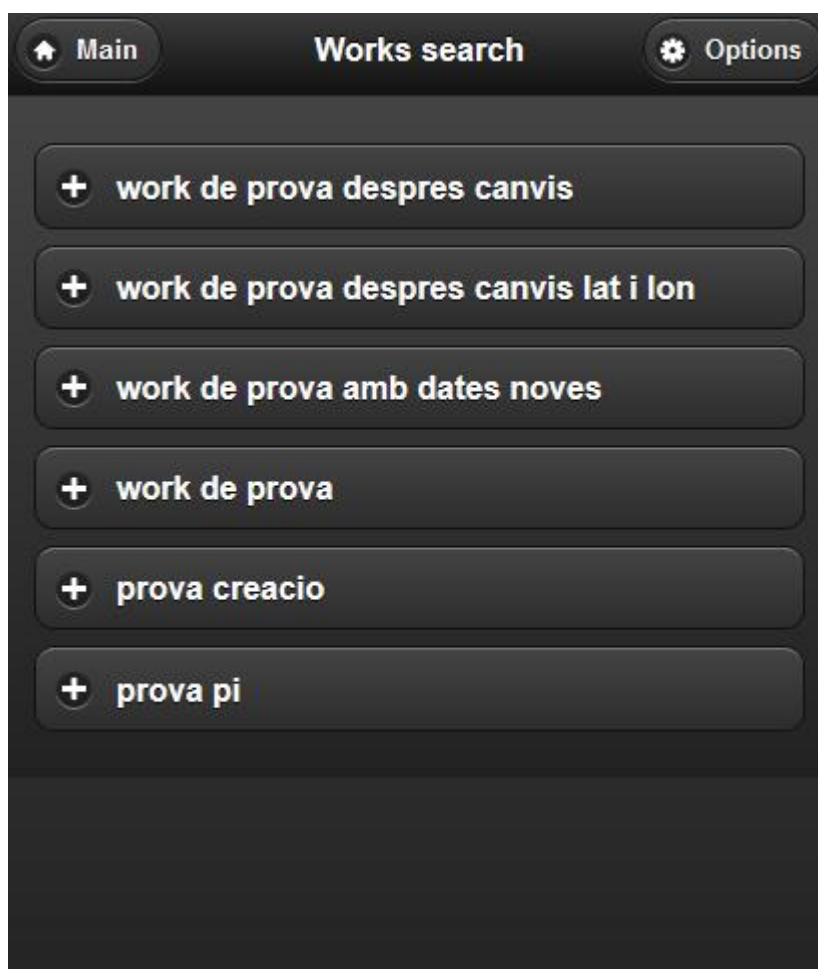 Main
Works search
Options
work de prova despres canvis
work de prova despres canvis lat i lon
work de prova amb dates noves
work de prova
prova creacio
prova pi